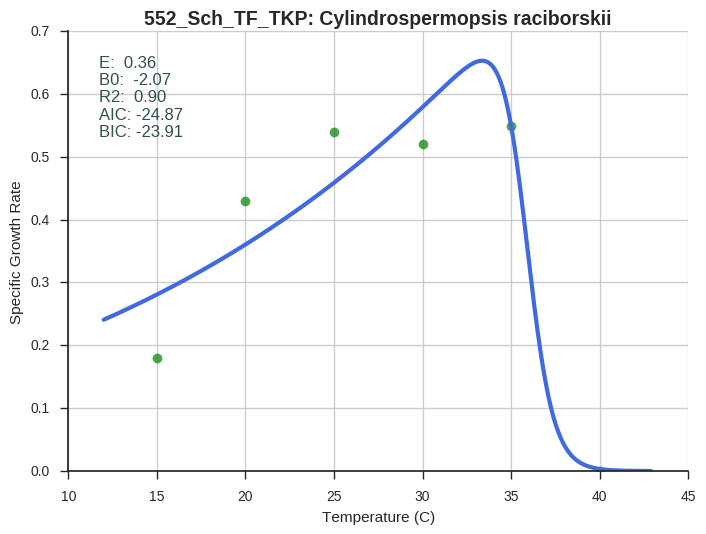 552_Sch_TF_TKP: Cylindrospermopsis raciborskii
0.7
0.6
0.5
0.4
0.3
0.2
0.1
0.0
E:  0.36
B0:  -2.07
R2:  0.90
AIC: -24.87
BIC: -23.91
Specific Growth Rate
10 15 20 25 30 35 40 45
Temperature (C)